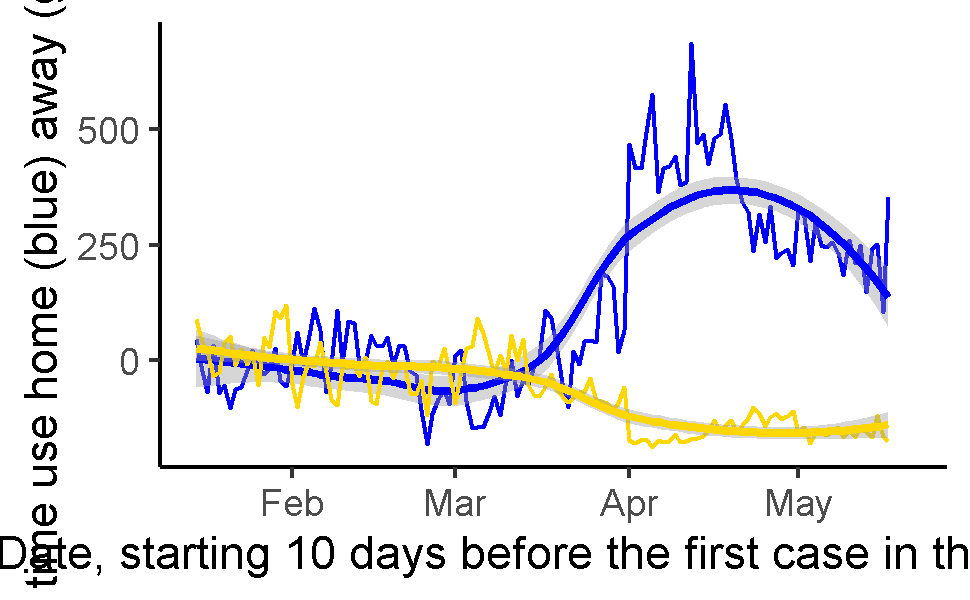 time use home (blue) away (
500
250
0
Feb Mar Apr May
Date, starting 10 days before the first case in th